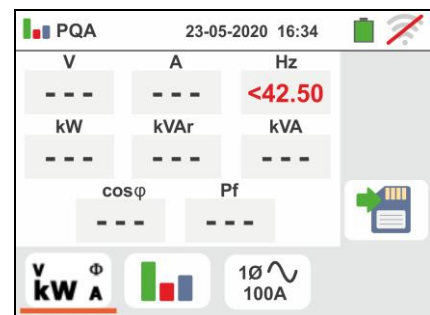 PQA 23-05-2020 16:34
V A Hz
- - - - - - <42.50
kW kVAr kVA
- - - - - - - - -
cosφ Pf
- - - - - -
V Φ
kW A
1Ø
100A